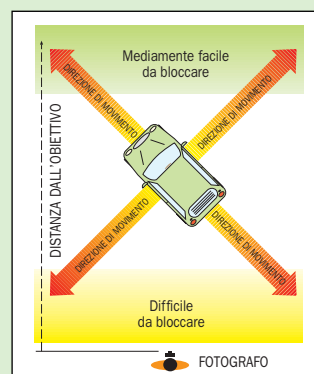 Mediamente facile
da bloccare
DIREZIONE DI MOVIMENTO
DIREZIONE DI MOVIMENTO
DISTANZA DALL'OBIETTIVO
DIREZIONE DI MOVIMENTO
DIREZIONE DI MOVIMENTO
Difficile
da bloccare
FOTOGRAFO